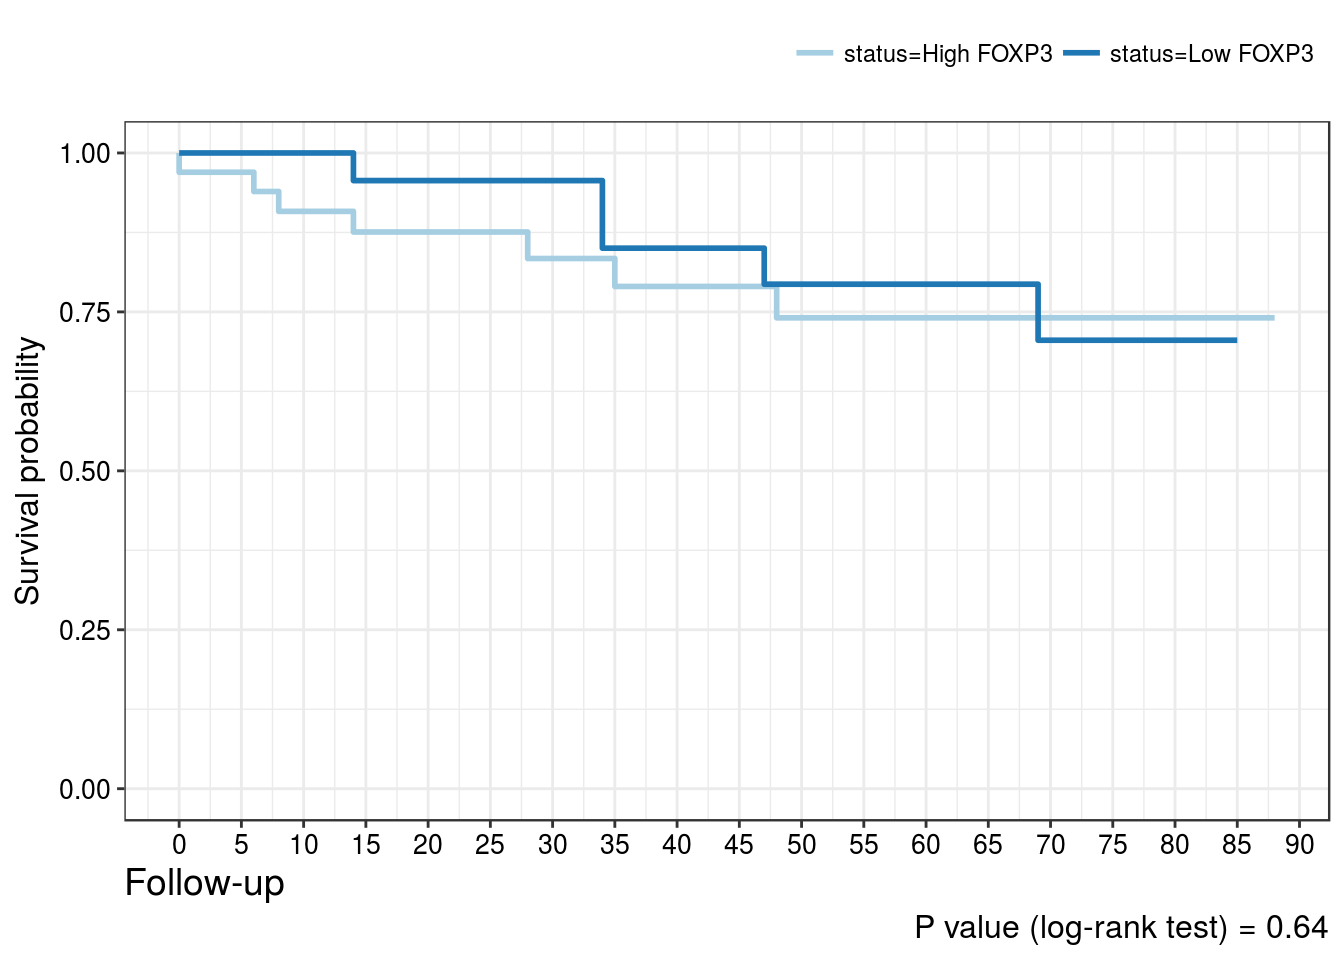 status=High FOXP3 status=Low FOXP3
Survival probability
1.00
0.75
0.50
0.25
0.00
0 5 10 15 20 25 30 35 40 45 50 55 60 65 70 75 80 85 90
Follow-up
P value (log-rank test) = 0.64